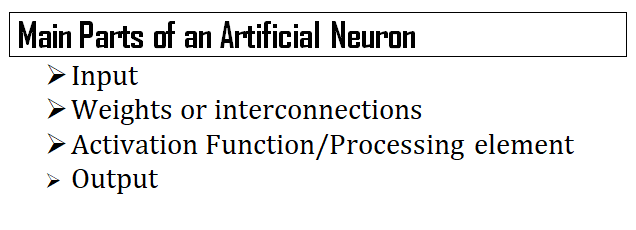 Main Parts of an Artificial Neuron
➢ Input
➢ Weights or interconnections
➢ Activation Function/Processing element
➢ Output